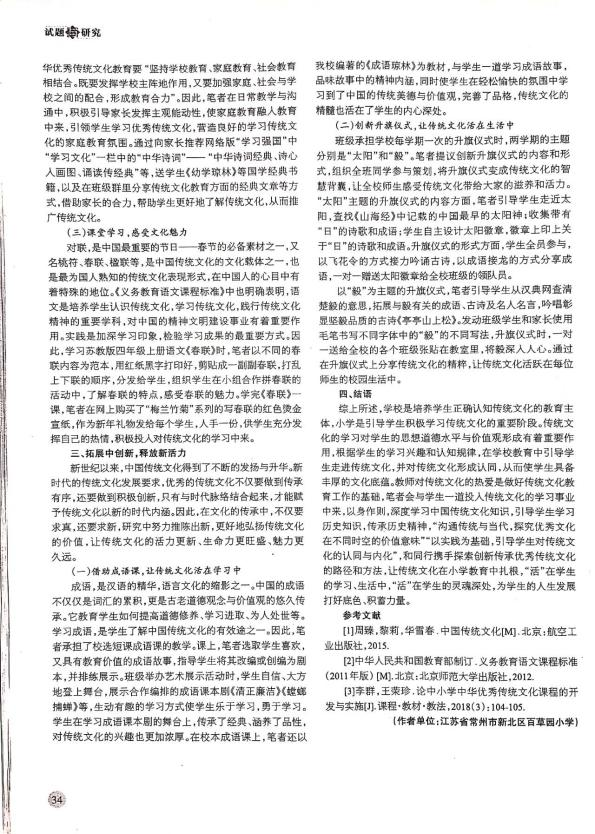 试题与研究
华优秀传统文化教育要“坚持学校教育、家庭教育、社会教育
相结合。既要发挥学校主阵地作用，又要加强家庭、社会与学
校之间的配合，形成教育合力”。因此，笔者在日常教学与沟
通中，积极引导家长发挥主观能动性，使家庭教育融入教育
中来，引领学生学习优秀传统文化，营造良好的学习传统文
化的家庭教育氛围。通过向家长推荐网络版“学习强国”中
“学习文化”一栏中的“中华诗词”——“中华诗词经典、诗心
人画图、诵读传经典”等，送学生《幼学琼林》等国学经典书
籍，以及在班级群里分享传统文化教育方面的经典文章等方
式，借助家长的合力，帮助学生更好地了解传统文化，从而推
广传统文化。
（三）课堂学习，感受文化魅力
对联，是中国最重要的节日——春节的必备素材之一，又
名桃符、春联、楹联等，是中国传统文化的文化载体之一，也
是最为国人熟知的传统文化表现形式，在中国人的心目中有
着特殊的地位。《义务教育语文课程标准》中也明确表明，语
文是培养学生认识传统文化，学习传统文化，践行传统文化
精神的重要学科，对中国的精神文明建设事业有着重要作
用。实践是加深学习印象，检验学习成果的最重要方式。因
此，学习苏教版四年级上册语文《春联》时，笔者以不同的春
联内容为范本，用红纸黑字打印好，剪贴成一副副春联，打乱
上下联的顺序，分发给学生，组织学生在小组合作拼春联的
活动中，了解春联的特点，感受春联的魅力。学完《春联》一
课，笔者在网上购买了“梅兰竹菊”系列的写春联的红色烫金
宣纸，作为新年礼物发给每个学生，人手一份，供学生充分发
挥自己的热情，积极投入对传统文化的学习中来。
三、拓展中创新，释放新活力
新世纪以来，中国传统文化得到了不断的发扬与升华。新
时代的传统文化发展要求，优秀的传统文化不仅要做到传承
有序，还要做到积极创新，只有与时代脉络结合起来，才能赋
予传统文化以新的时代内涵。因此，在文化的传承中，不仅要
求真，还要求新，研究中努力推陈出新，更好地弘扬传统文化
的价值，让传统文化的活力更新、生命力更旺盛、魅力更
久远。
（一）借助成语课，让传统文化活在学习中
成语，是汉语的精华，语言文化的缩影之一。中国的成语
不仅仅是词汇的累积，更是古老道德观念与价值观的悠久传
承。它教育学生如何提高道德修养、学习进取、为人处世等。
学习成语，是学生了解中国传统文化的有效途之一。因此，笔
者承担了校选短课成语课的教学。课上，笔者选取学生喜欢，
又具有教育价值的成语故事，指导学生将其改编或创编为剧
本，并排练展示。班级举办艺术展示活动时，学生自信、大方
地登上舞台，展示合作编排的成语课本剧《清正廉洁》《螳螂
捕蝉》等，生动有趣的学习方式使学生乐于学习，勇于学习。
学生在学习成语课本剧的舞台上，传承了经典、涵养了品性，
对传统文化的兴趣也更加浓厚。在校本成语课上，笔者还以
我校编著的《成语琼林》为教材，与学生一道学习成语故事，
品味故事中的精神内涵，同时使学生在轻松愉快的氛围中学
习到了中国的传统美德与价值观，完善了品格，传统文化的
精髓也活在了学生的内心深处。
（二）创新升旗仪式，让传统文化活在生活中
班级承担学校每学期一次的升旗仪式时，两学期的主题
分别是“太阳”和“毅”。笔者提议创新升旗仪式的内容和形
式，组织全班同学参与策划，将升旗仪式变成传统文化的智
慧背囊，让全校师生感受传统文化带给大家的滋养和活力。
“太阳”主题的升旗仪式的内容方面，笔者引导学生走近太
阳，查找《山海经》中记载的中国最早的太阳神；收集带有
“日”的诗歌和成语；学生自主设计太阳徽章，徽章上印上关
于“日”的诗歌和成语。升旗仪式的形式方面，学生全员参与，
以飞花令的方式接力吟诵古诗，以成语接龙的方式分享成
语，一对一赠送太阳徽章给全校班级的领队员。
以“毅”为主题的升旗仪式，笔者引导学生从汉典网查清
楚毅的意思，拓展与毅有关的成语、古诗及名人名言，吟唱彰
显坚毅品质的古诗《亭亭山上松》。发动班级学生和家长使用
毛笔书写不同字体中的“毅”的不同写法，升旗仪式时，一对
一送给全校的各个班级张贴在教室里，将毅深入人心。通过
在升旗仪式上分享传统文化的精粹，让传统文化活跃在每位
师生的校园生活中。
四、结语
综上所述，学校是培养学生正确认知传统文化的教育主
体，小学是引导学生积极学习传统文化的重要阶段。传统文
化的学习对学生的思想道德水平与价值观形成有着重要作
用，根据学生的学习兴趣和认知规律，在学校教育中引导学
生走进传统文化，并对传统文化形成认同，从而使学生具备
丰厚的文化底蕴。教师对传统文化的热爱是做好传统文化教
育工作的基础，笔者会与学生一道投入传统文化的学习事业
中来，以身作则，深度学习中国传统文化知识，引导学生学习
历史知识，传承历史精神，“沟通传统与当代，探究优秀文化
在不同时空的价值意味”“以实践为基础，引导学生对传统文
化的认同与内化”，和同行携手探索创新传承优秀传统文化
的路径和方法，让传统文化在小学教育中扎根，“活”在学生
的学习、生活中，“活”在学生的灵魂深处，为学生的人生发展
打好底色、积蓄力量。
参考文献
[1]周臻，黎莉，华雪春.中国传统文化[M].北京：航空工
业出版社，2015.
[2]中华人民共和国教育部制订.义务教育语文课程标准
（2011年版）[M].北京：北京师范大学出版社，2012.
[3]李群，王荣珍.论中小学中华优秀传统文化课程的开
发与实施[J].课程·教材·教法，2018(3)：104-105.
（作者单位：江苏省常州市新北区百草园小学）
34